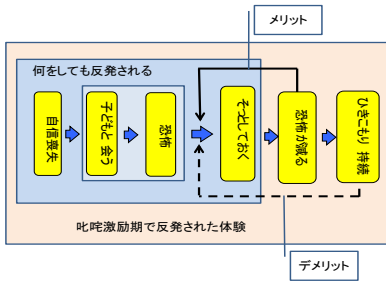 メリット
何をしても反発される
自信喪失
子どもと 会う
恐怖
そっとしておく
恐怖が減る
ひきこもり 持続
叱咤激励期で反発された体験
デメリット